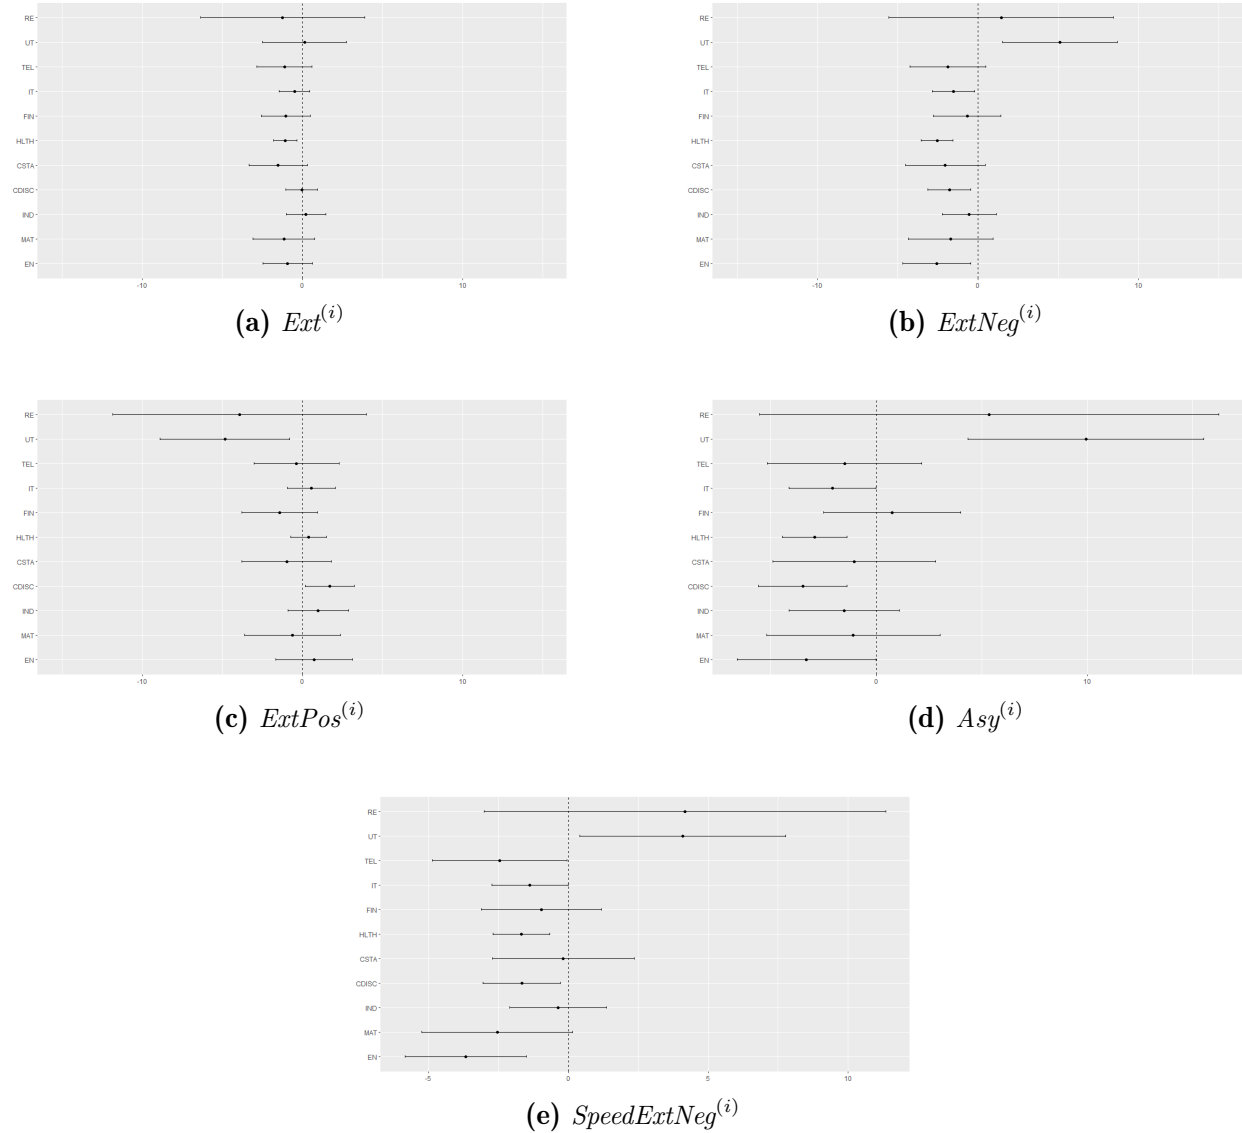 RE
UT
TEL
IT
FIN
HLTH
CSTA
CDISC
IND
MAT
EN
-10 0 10
(a) Ext^(i)
RE
UT
TEL
IT
FIN
HLTH
CSTA
CDISC
IND
MAT
EN
-10 0 10
(b) ExtNeg^(i)
RE
UT
TEL
IT
FIN
HLTH
CSTA
CDISC
IND
MAT
EN
-10 0 10
(c) ExtPos^(i)
RE
UT
TEL
IT
FIN
HLTH
CSTA
CDISC
IND
MAT
EN
0 10
(d) Asy^(i)
RE
UT
TEL
IT
FIN
HLTH
CSTA
CDISC
IND
MAT
EN
-5 0 5 10
(e) SpeedExtNeg^(i)